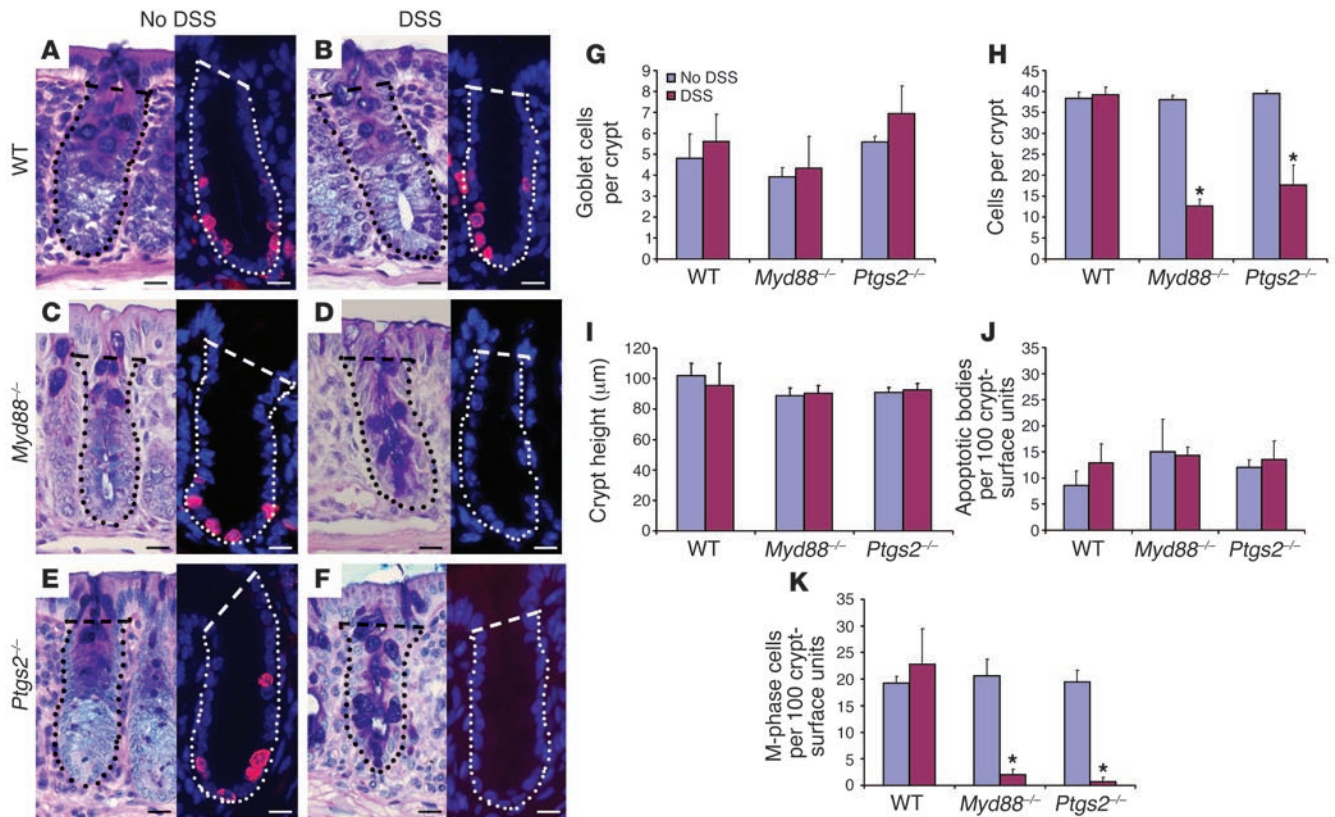 No DSS
DSS
A
B
WT
C
D
Myd88–/–
E
F
Ptgs2–/–
G
No DSS
DSS
Goblet cells
per crypt
9
8
7
6
5
4
3
2
1
0
WT
Myd88–/–
Ptgs2–/–
H
Cells per crypt
45
40
35
30
25
20
15
10
5
0
*
*
WT
Myd88–/–
Ptgs2–/–
I
Crypt height (μm)
120
100
80
60
40
20
0
WT
Myd88–/–
Ptgs2–/–
J
Apoptotic bodies
per 100 crypt-
surface units
35
30
25
20
15
10
5
0
WT
Myd88–/–
Ptgs2–/–
K
M-phase cells
per 100 crypt-
surface units
35
30
25
20
15
10
5
0
*
*
WT
Myd88–/–
Ptgs2–/–